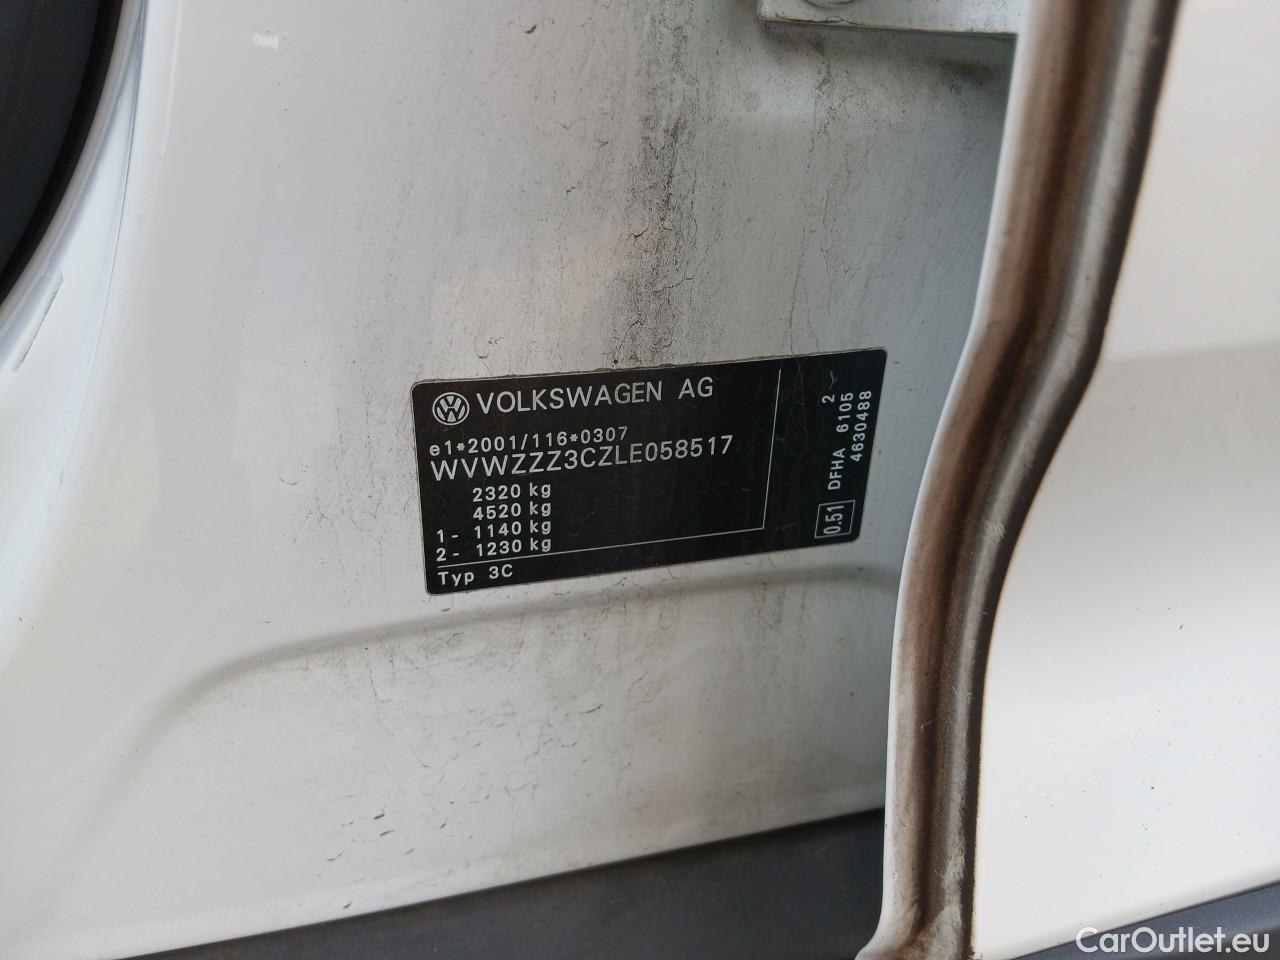 VOLKSWAGEN AG
e1*2001/116*0307
WVWZZZ3CZLE058517
2320 kg
4520 kg
1- 1140 kg
2- 1230 kg
Typ 3C
0.51
DFHA 6105 2
4630488
CarOutlet.eu